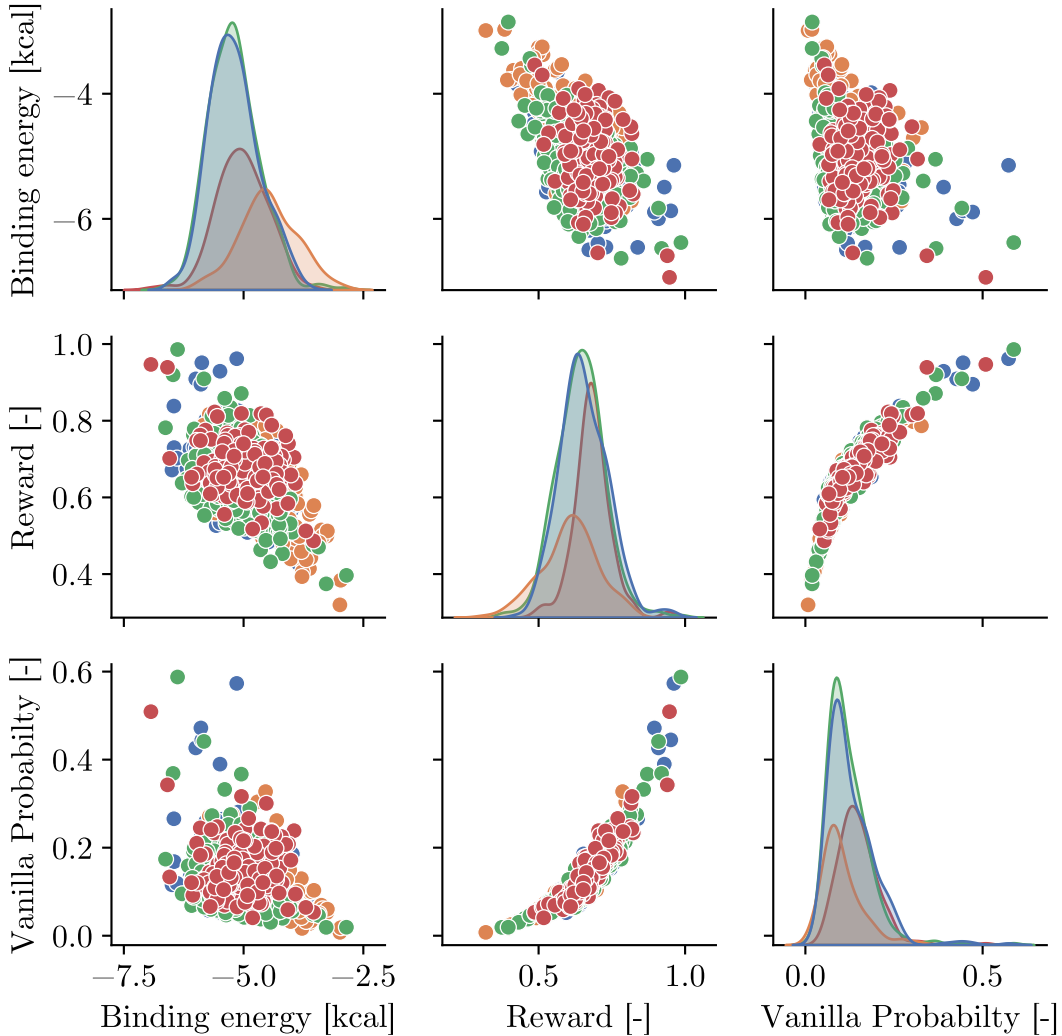 Binding energy [kcal]
−4
−6
Reward [-]
1.0
0.8
0.6
0.4
Vanilla Probabilty [-]
0.6
0.4
0.2
0.0
−7.5 −5.0 −2.5 0.5 1.0 0.0 0.5
Binding energy [kcal] Reward [-] Vanilla Probabilty [-]